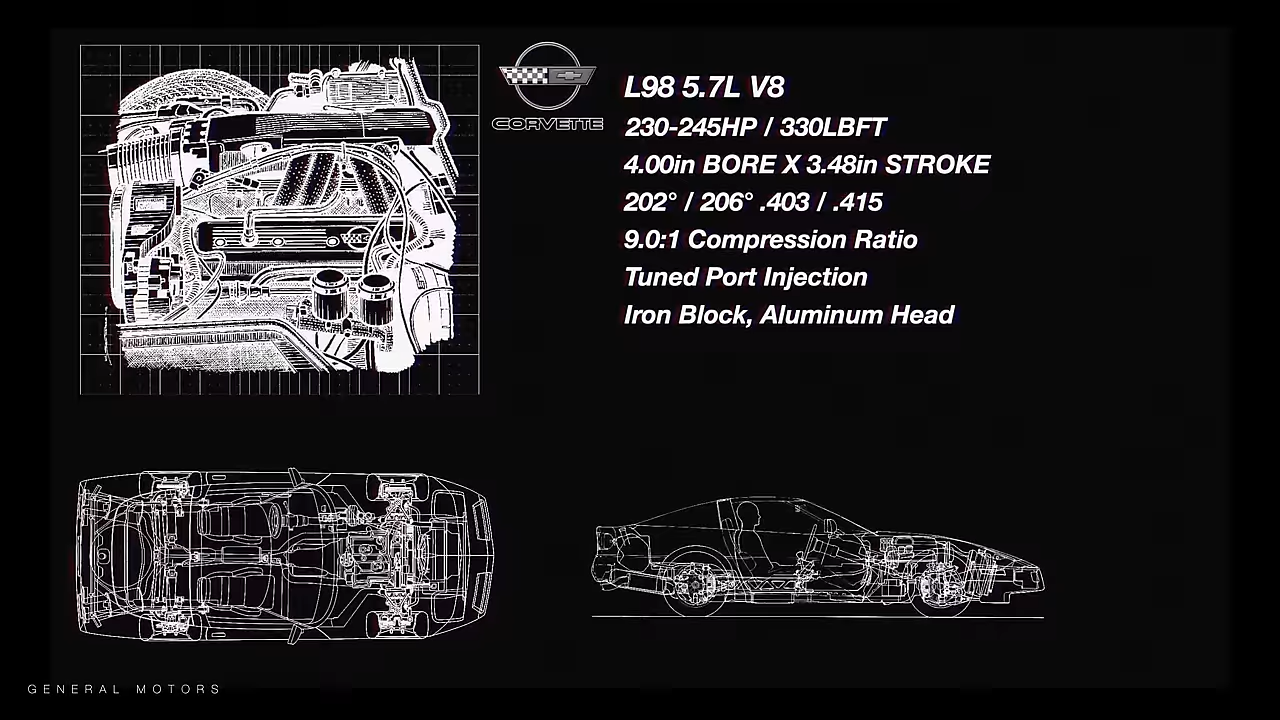 CORVETTE
L98 5.7L V8
230-245HP / 330LBFT
4.00in BORE X 3.48in STROKE
202° / 206° .403 / .415
9.0:1 Compression Ratio
Tuned Port Injection
Iron Block, Aluminum Head
GENERAL MOTORS